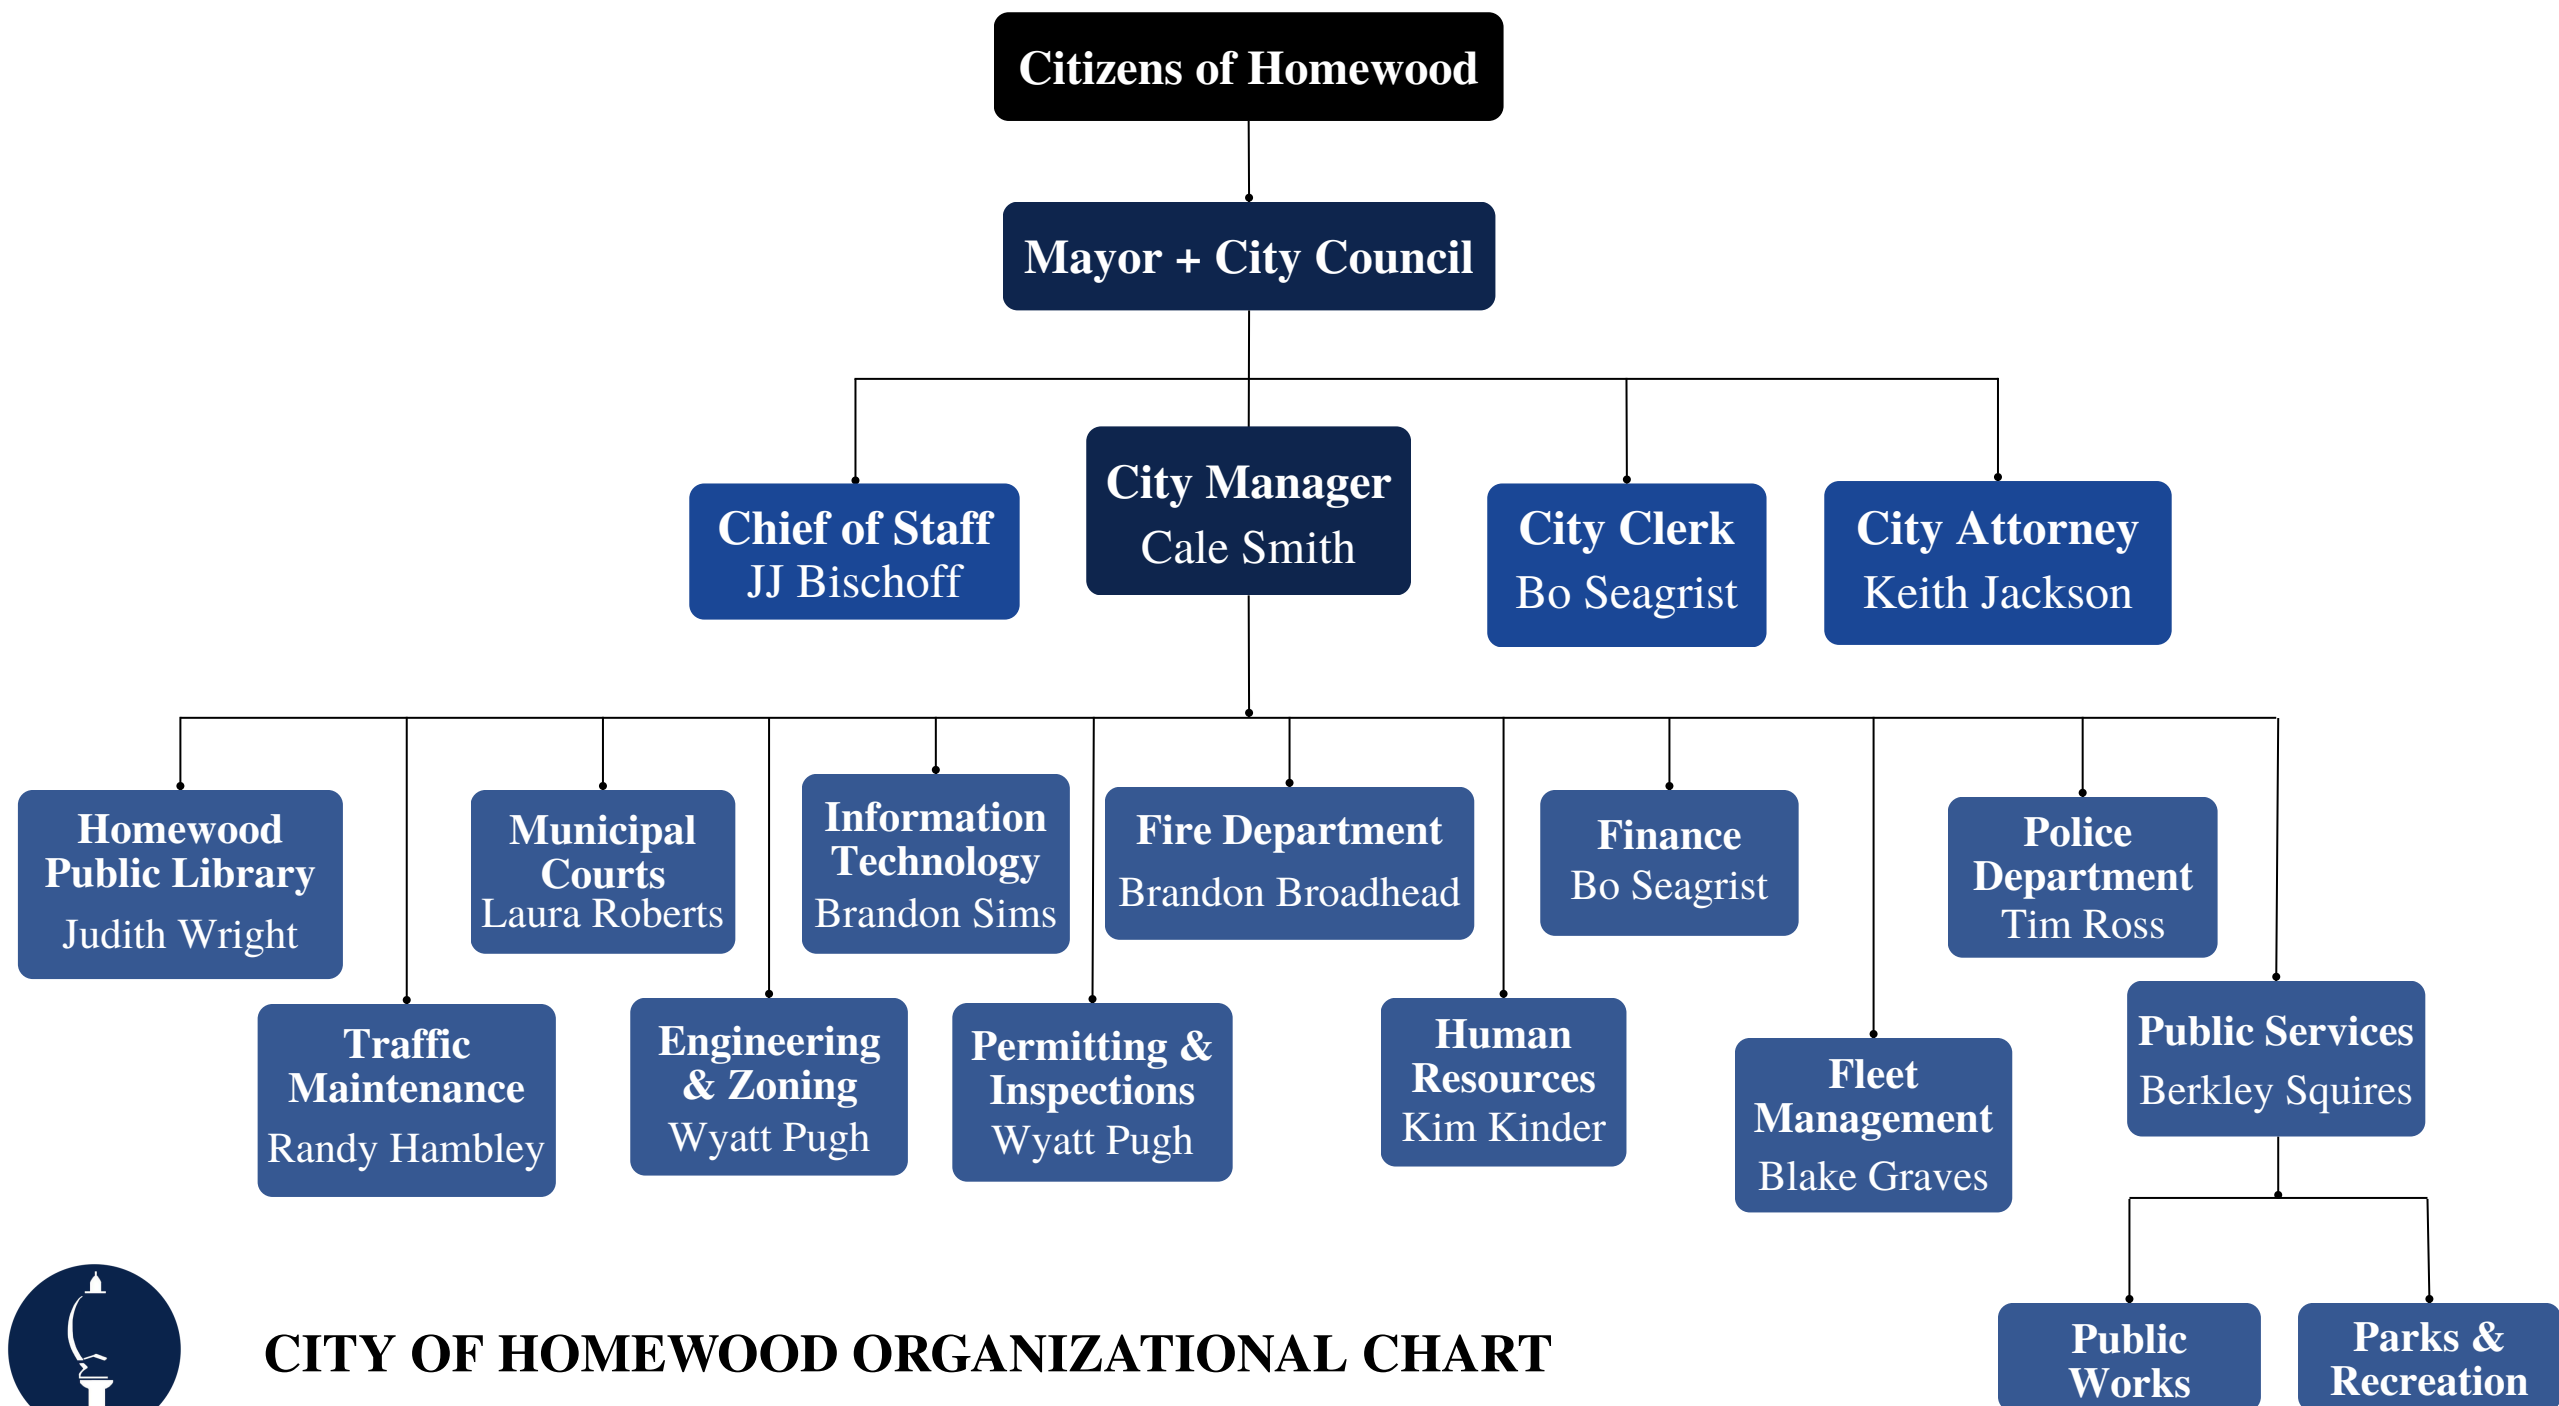 Citizens of Homewood
Mayor + City Council
Chief of Staff
JJ Bischoff
City Manager
Cale Smith
City Clerk
Bo Seagrist
City Attorney
Keith Jackson
Homewood
Public Library
Judith Wright
Traffic
Maintenance
Randy Hambley
Municipal
Courts
Laura Roberts
Engineering
& Zoning
Wyatt Pugh
Information
Technology
Brandon Sims
Permitting &
Inspections
Wyatt Pugh
Fire Department
Brandon Broadhead
Human
Resources
Kim Kinder
Finance
Bo Seagrist
Fleet
Management
Blake Graves
Police
Department
Tim Ross
Public Services
Berkley Squires
Public
Works
Parks &
Recreation
CITY OF HOMEWOOD ORGANIZATIONAL CHART